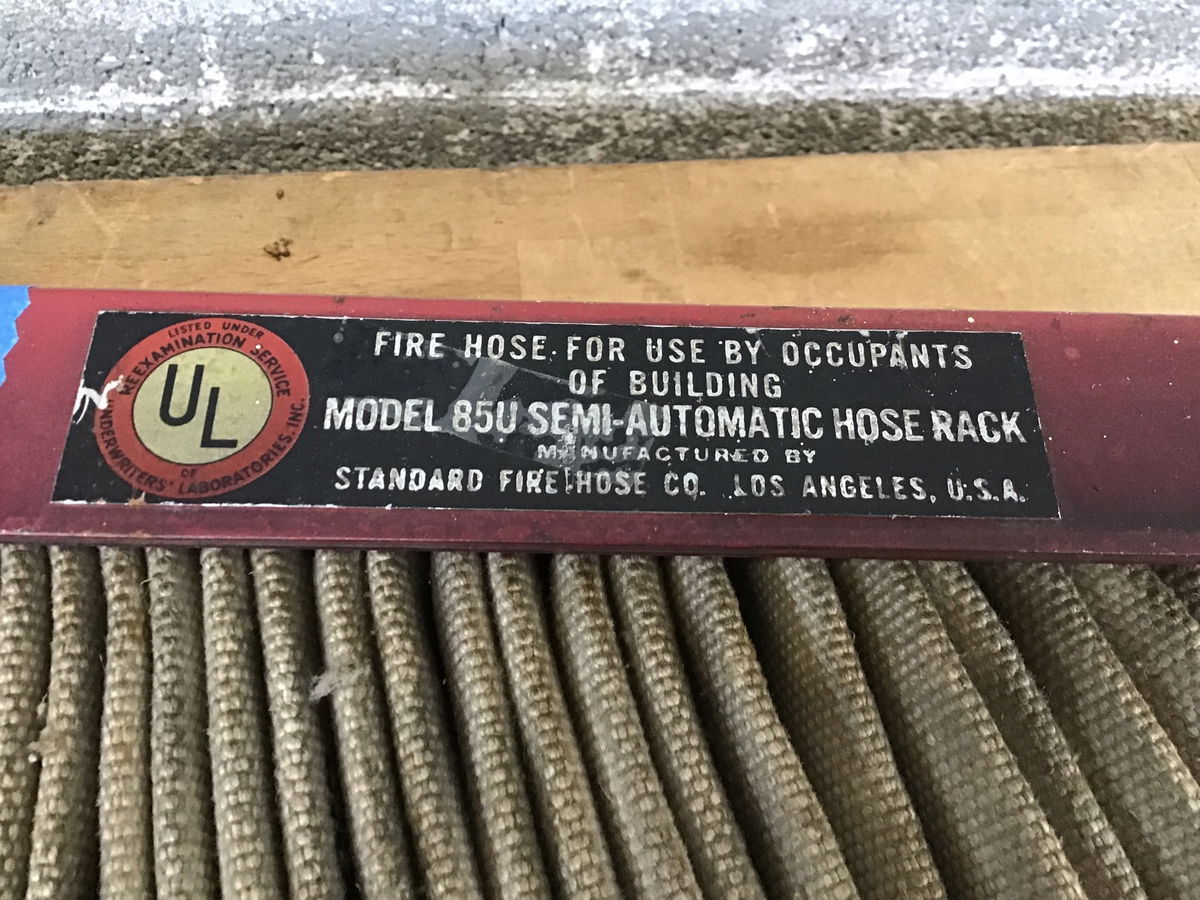 LISTED UNDER
REEXAMINATION SERVICE
UL
OF
UNDERWRITERS' LABORATORIES, INC.
FIRE HOSE FOR USE BY OCCUPANTS
OF BUILDING
MODEL 85U SEMI-AUTOMATIC HOSE RACK
MANUFACTURED BY
STANDARD FIRE HOSE CO. LOS ANGELES, U.S.A.